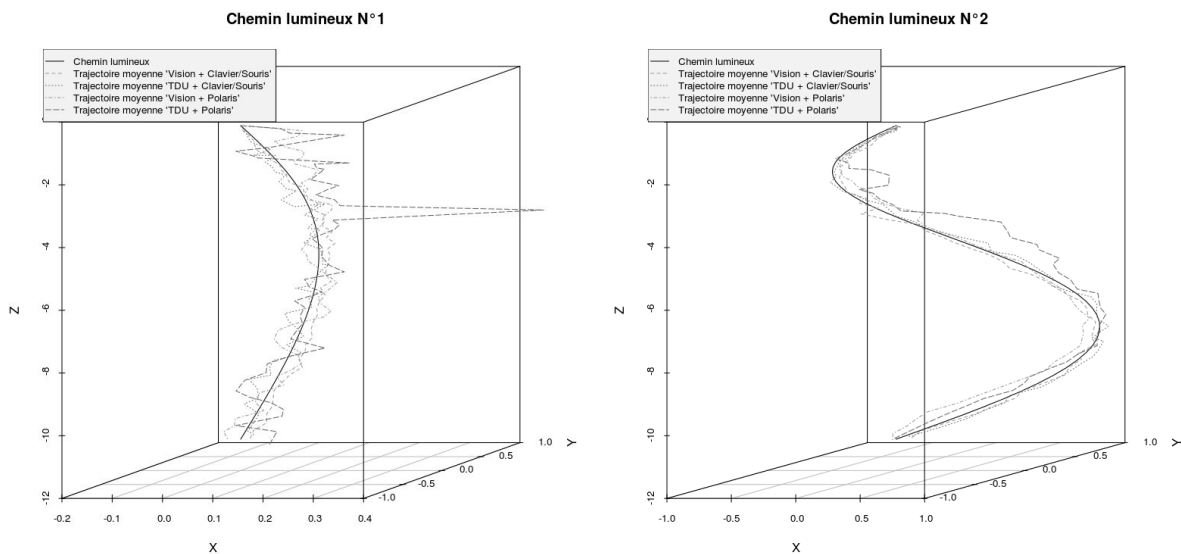 Chemin lumineux N°1
Chemin lumineux
Trajectoire moyenne 'Vision + Clavier/Souris'
Trajectoire moyenne 'TDU + Clavier/Souris'
Trajectoire moyenne 'Vision + Polaris'
Trajectoire moyenne 'TDU + Polaris'
-2
-4
-6
-8
-10
-12
Z
-0.2
-0.1
0.0
0.1
0.2
0.3
0.4
X
-1.0
-0.5
0.0
0.5
1.0
Y
Chemin lumineux N°2
Chemin lumineux
Trajectoire moyenne 'Vision + Clavier/Souris'
Trajectoire moyenne 'TDU + Clavier/Souris'
Trajectoire moyenne 'Vision + Polaris'
Trajectoire moyenne 'TDU + Polaris'
-2
-4
-6
-8
-10
-12
Z
-1.0
-0.5
0.0
0.5
1.0
X
-1.0
-0.5
0.0
0.5
1.0
Y